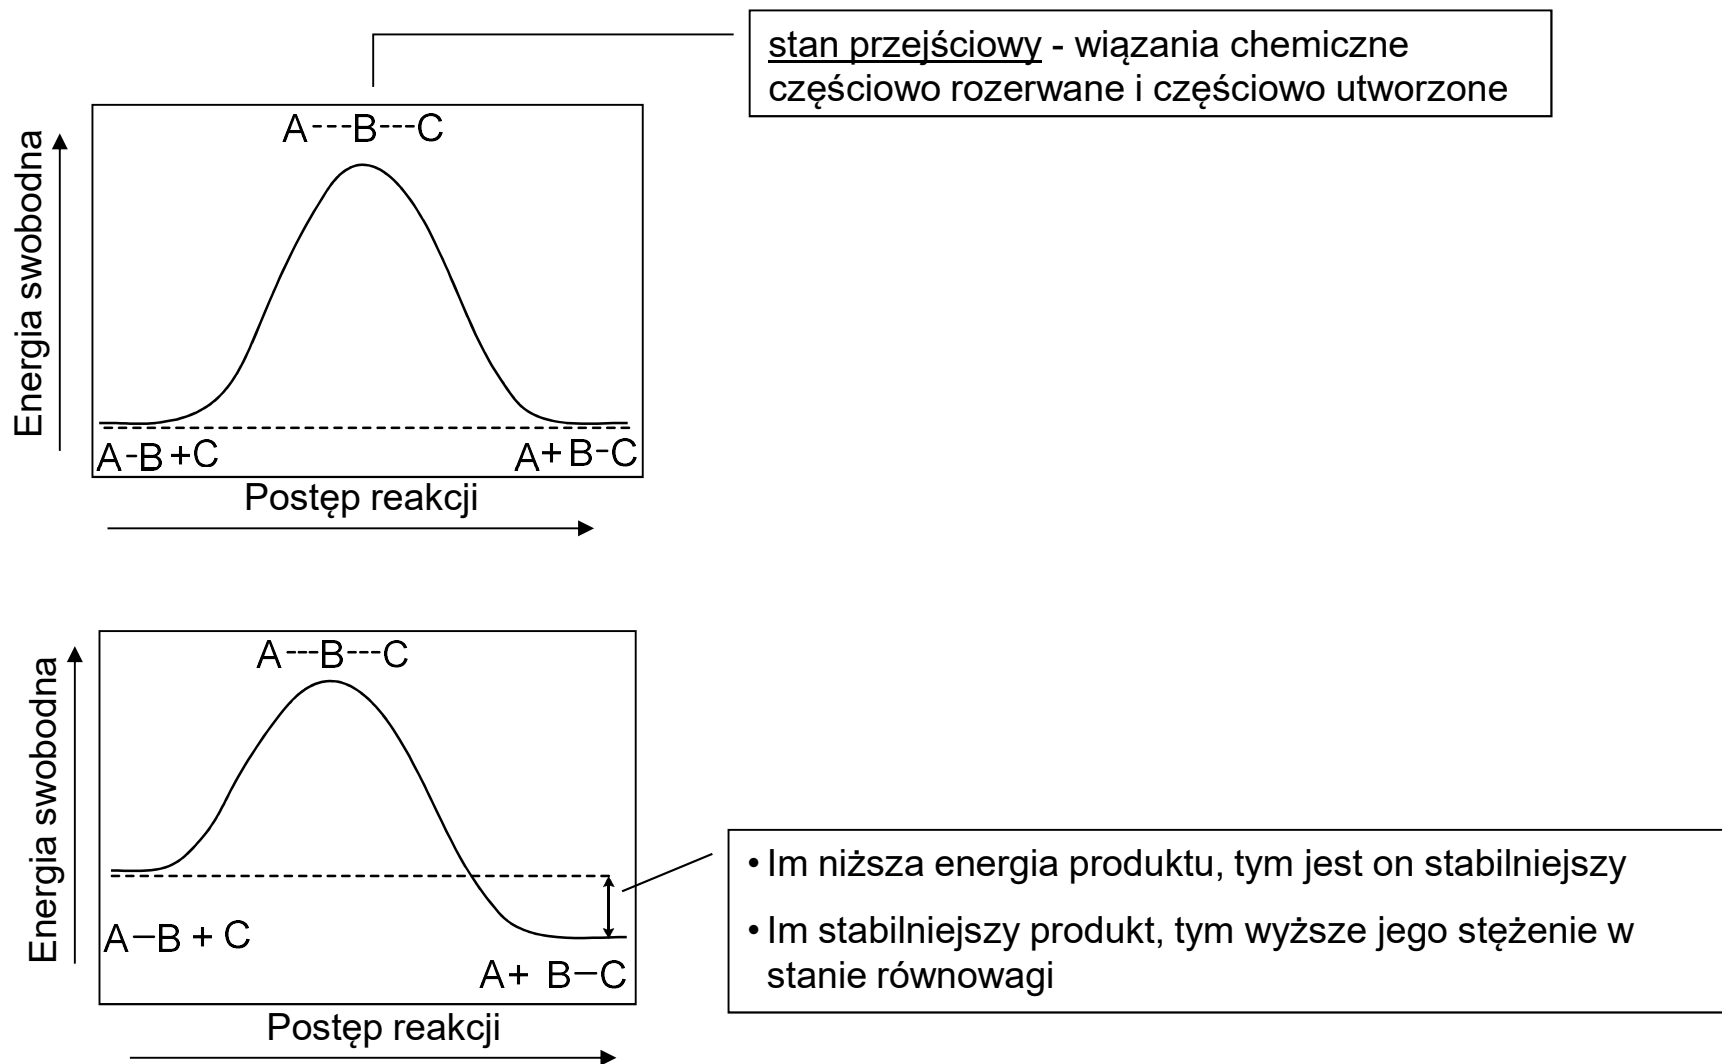 stan przejściowy - wiązania chemiczne
częściowo rozerwane i częściowo utworzone
A---B---C
Energia swobodna
A-B+C
A+B-C
Postęp reakcji
A---B---C
Energia swobodna
• Im niższa energia produktu, tym jest on stabilniejszy
• Im stabilniejszy produkt, tym wyższe jego stężenie w
stanie równowagi
A–B + C
A+ B–C
Postęp reakcji